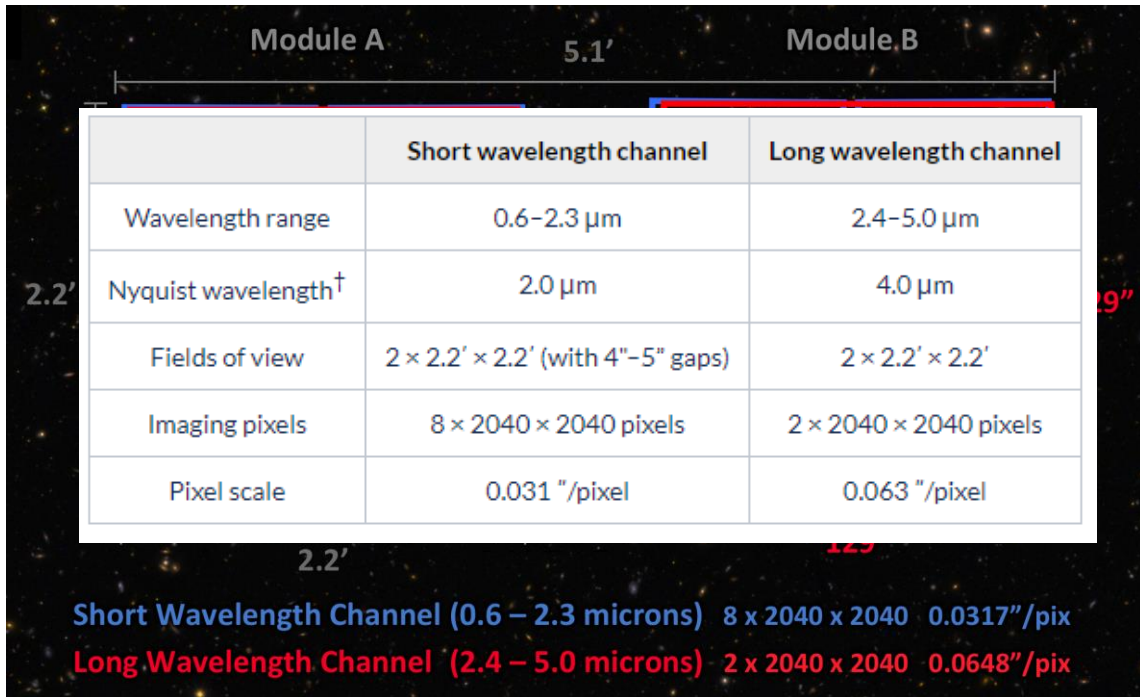 Module A
5.1′
Module B
Short wavelength channel
Long wavelength channel
Wavelength range
0.6–2.3 µm
2.4–5.0 µm
Nyquist wavelength†
2.0 µm
4.0 µm
2.2′
Fields of view
2 × 2.2′ × 2.2′ (with 4"–5" gaps)
2 × 2.2′ × 2.2′
Imaging pixels
8 × 2040 × 2040 pixels
2 × 2040 × 2040 pixels
Pixel scale
0.031 "/pixel
0.063 "/pixel
2.2′
Short Wavelength Channel (0.6 – 2.3 microns) 8 x 2040 x 2040 0.0317”/pix
Long Wavelength Channel (2.4 – 5.0 microns) 2 x 2040 x 2040 0.0648”/pix